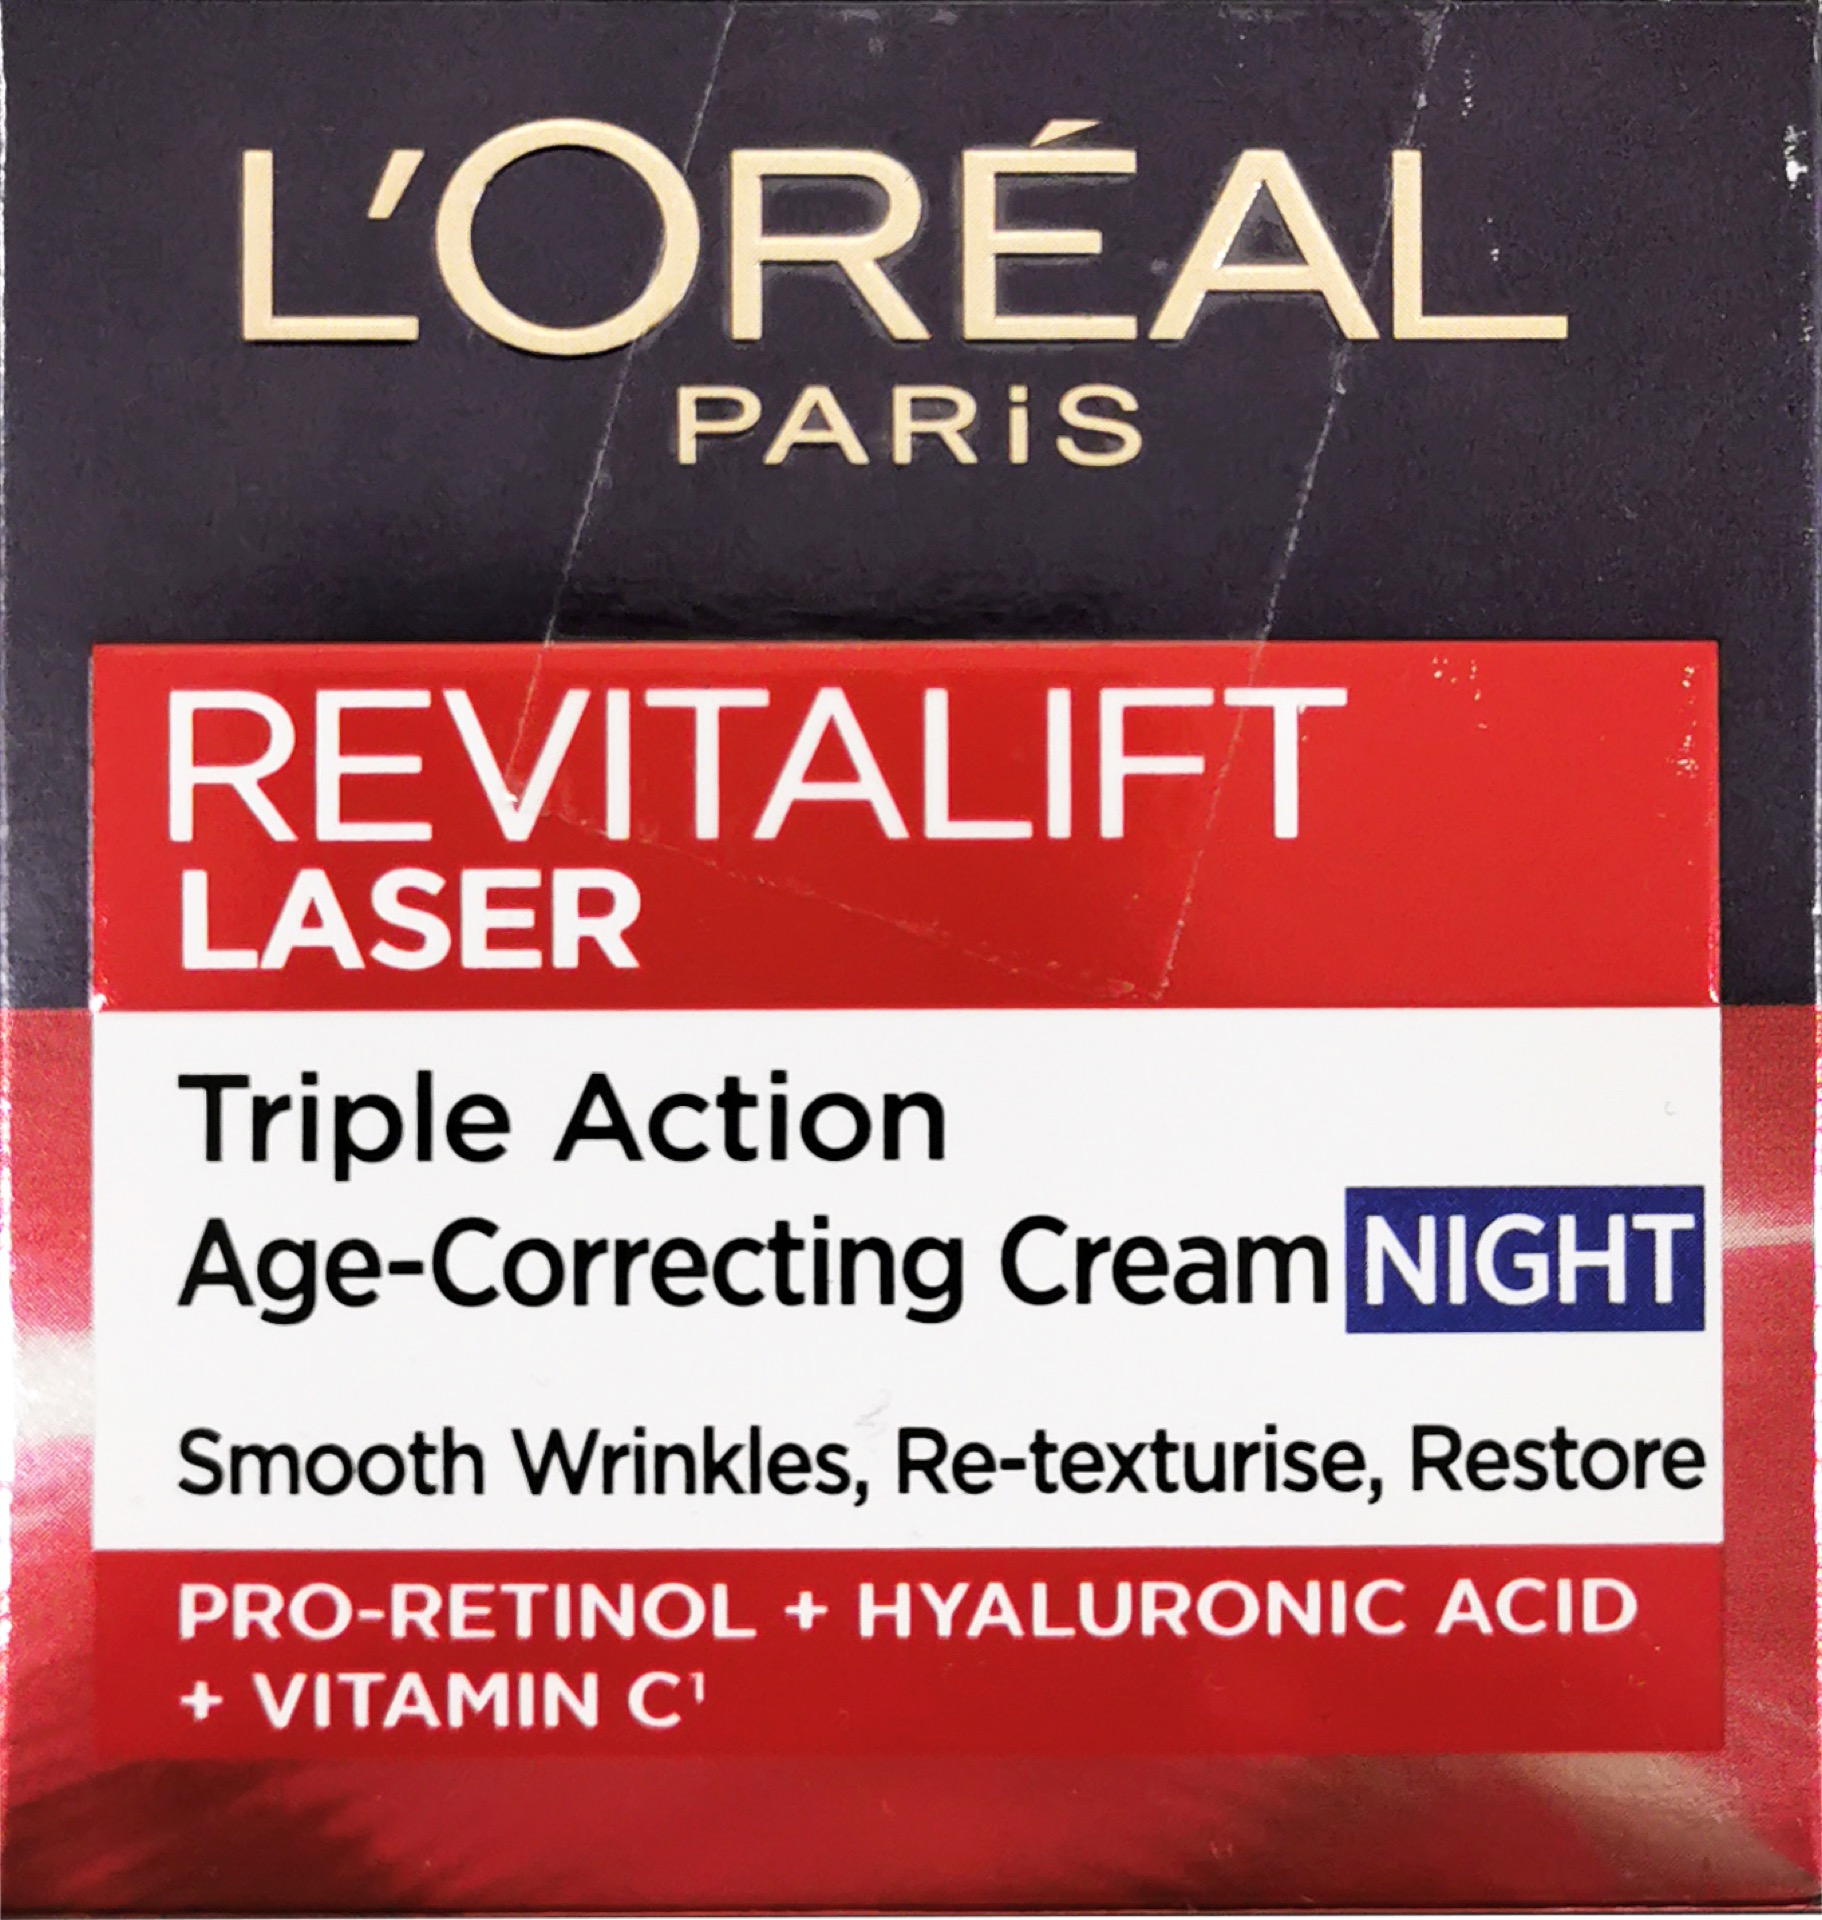 L'ORÉAL
PARiS
REVITALIFT
LASER
Triple Action
Age-Correcting Cream NIGHT
Smooth Wrinkles, Re-texturise, Restore
PRO-RETINOL + HYALURONIC ACID
+ VITAMIN C¹